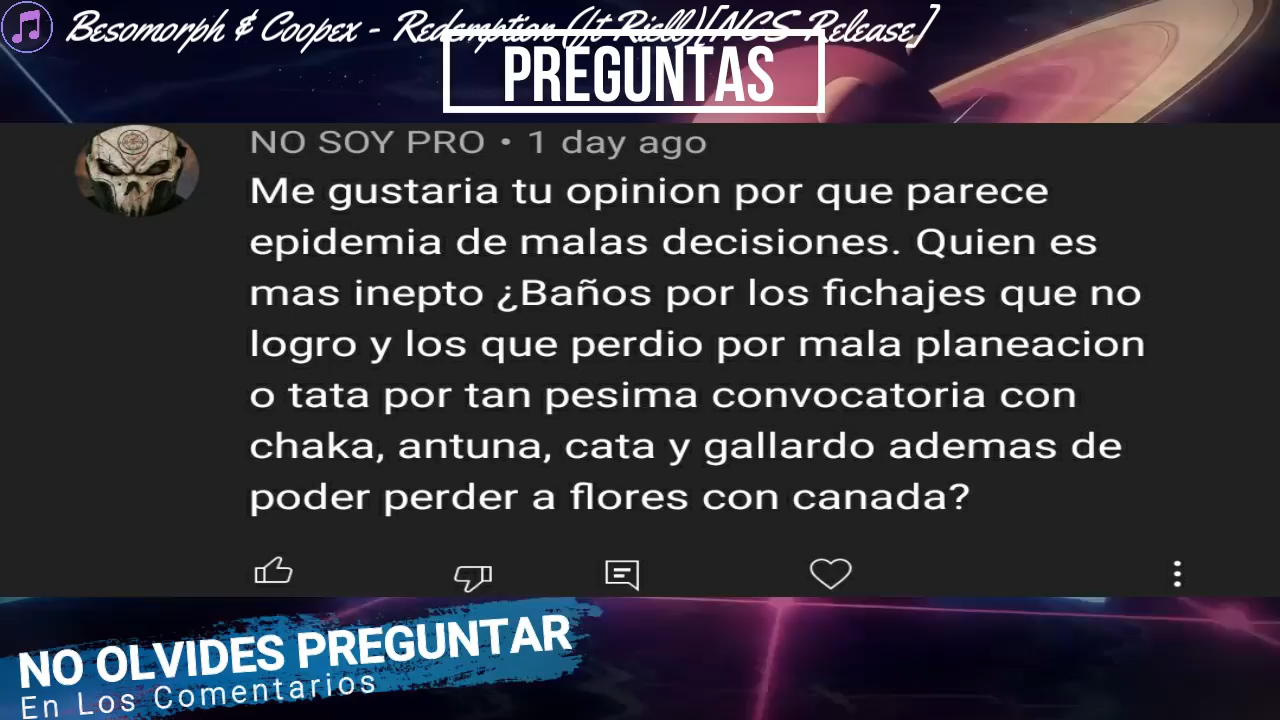 Besomorph & Coopex - Redemption (ft Riell)[NCS Release]
PREGUNTAS
NO SOY PRO • 1 day ago
Me gustaria tu opinion por que parece
epidemia de malas decisiones. Quien es
mas inepto ¿Baños por los fichajes que no
logro y los que perdio por mala planeacion
o tata por tan pesima convocatoria con
chaka, antuna, cata y gallardo ademas de
poder perder a flores con canada?
NO OLVIDES PREGUNTAR
En Los Comentarios